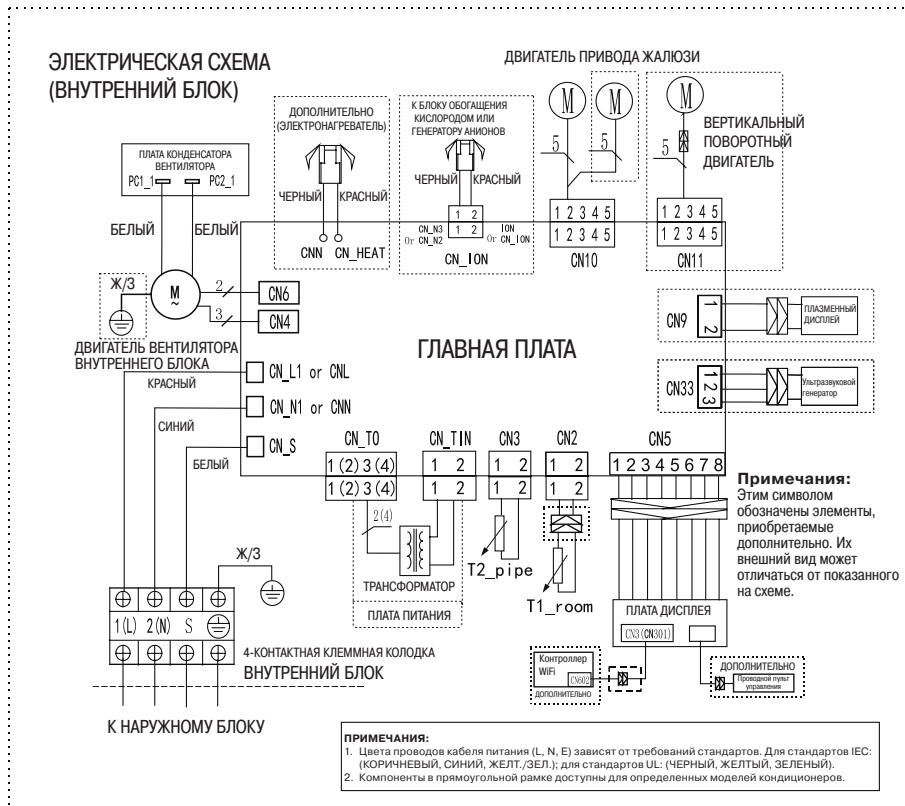 ЭЛЕКТРИЧЕСКАЯ СХЕМА
(ВНУТРЕННИЙ БЛОК)
ДВИГАТЕЛЬ ПРИВОДА ЖАЛЮЗИ
ДОПОЛНИТЕЛЬНО
(ЭЛЕКТРОНАГРЕВАТЕЛЬ)
К БЛОКУ ОБОГАЩЕНИЯ
КИСЛОРОДОМ ИЛИ
ГЕНЕРАТОРУ АНИОНОВ
M
M
M
ВЕРТИКАЛЬНЫЙ
ПОВОРОТНЫЙ
ДВИГАТЕЛЬ
5
5
5
ПЛАТА КОНДЕНСАТОРА
ВЕНТИЛЯТОРА
PC1_1
PC2_1
ЧЕРНЫЙ
КРАСНЫЙ
ЧЕРНЫЙ
КРАСНЫЙ
БЕЛЫЙ
БЕЛЫЙ
CNN
CN_HEAT
1 2
1 2
CN_N3
Or CN_N2
ION
Or CN_ION
CN_ION
1 2 3 4 5
1 2 3 4 5
CN10
1 2 3 4 5
1 2 3 4 5
CN11
Ж/З
M
~
2
CN6
3
CN4
ДВИГАТЕЛЬ ВЕНТИЛЯТОРА
ВНУТРЕННЕГО БЛОКА
ГЛАВНАЯ ПЛАТА
CN9
1
2
ПЛАЗМЕННЫЙ
ДИСПЛЕЙ
CN33
1
2
3
Ультразвуковой
генератор
КРАСНЫЙ
CN_L1 or CNL
СИНИЙ
CN_N1 or CNN
БЕЛЫЙ
CN_S
CN_TO
1(2)3(4)
1(2)3(4)
CN_TIN
1 2
1 2
CN3
1 2
1 2
CN2
1 2
1 2
CN5
1 2 3 4 5 6 7 8
2(4)
ТРАНСФОРМАТОР
ПЛАТА ПИТАНИЯ
T2_pipe
T1_room
Примечания:
Этим символом
обозначены элементы,
приобретаемые
дополнительно. Их
внешний вид может
отличаться от показанного
на схеме.
Ж/З
1(L)
2(N)
S
4-КОНТАКТНАЯ КЛЕММНАЯ КОЛОДКА
ВНУТРЕННИЙ БЛОК
К НАРУЖНОМУ БЛОКУ
ПЛАТА ДИСПЛЕЯ
CN3(CN301)
Контроллер
WiFi
CN602
ДОПОЛНИТЕЛЬНО
ДОПОЛНИТЕЛЬНО
Проводной пульт
управления
ПРИМЕЧАНИЯ:
1. Цвета проводов кабеля питания (L, N, E) зависят от требований стандартов. Для стандартов IEC:
(КОРИЧНЕВЫЙ, СИНИЙ, ЖЕЛТ./ЗЕЛ.); для стандартов UL: (ЧЕРНЫЙ, ЖЕЛТЫЙ, ЗЕЛЕНЫЙ).
2. Компоненты в прямоугольной рамке доступны для определенных моделей кондиционеров.